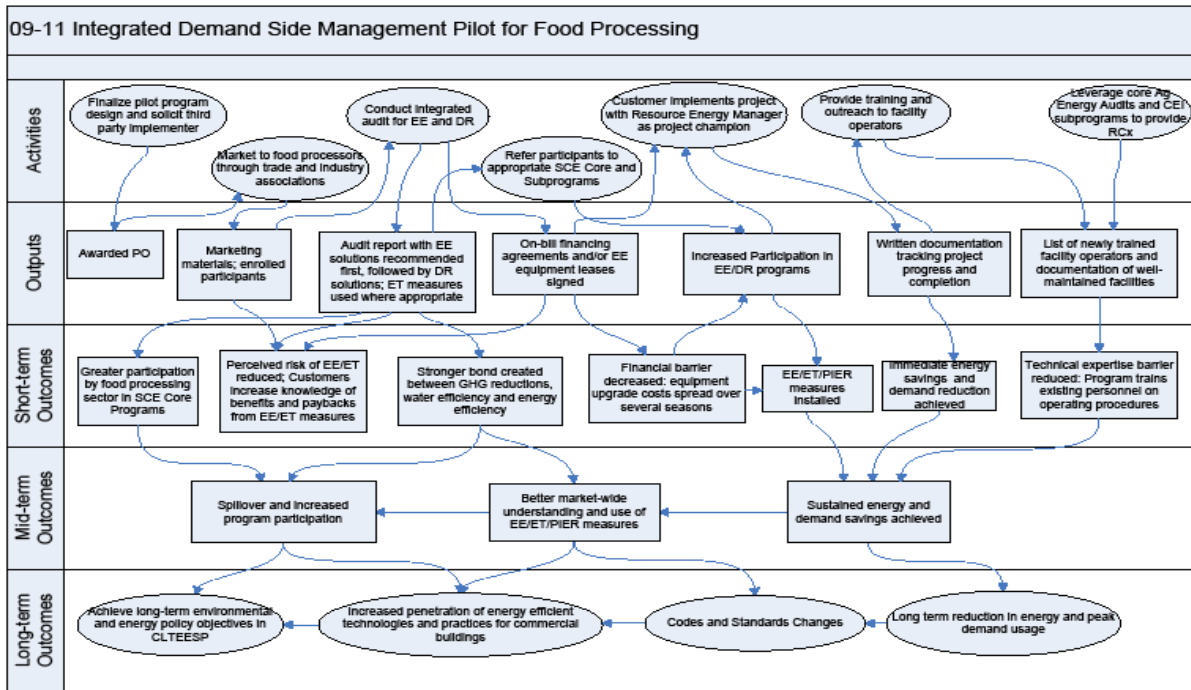 09-11 Integrated Demand Side Management Pilot for Food Processing
Activities
Finalize pilot program
design and solicit third
party implementer
Market to food processors
through trade and industry
associations
Conduct integrated
audit for EE and DR
Refer participants to
appropriate SCE Core and
Subprograms
Customer implements project
with Resource Energy Manager
as project champion
Provide training and
outreach to facility
operators
Leverage core Ag
Energy Audits and CEI
subprograms to provide
RCx
Outputs
Awarded PO
Marketing
materials; enrolled
participants
Audit report with EE
solutions recommended
first, followed by DR
solutions; ET measures
used where appropriate
On-bill financing
agreements and/or EE
equipment leases
signed
Increased Participation in
EE/DR programs
Written documentation
tracking project
progress and
completion
List of newly trained
facility operators and
documentation of well-
maintained facilities
Short-term
Outcomes
Greater participation
by food processing
sector in SCE Core
Programs
Perceived risk of EE/ET
reduced; Customers
increase knowledge of
benefits and paybacks
from EE/ET measures
Stronger bond created
between GHG reductions,
water efficiency and energy
efficiency
Financial barrier
decreased: equipment
upgrade costs spread over
several seasons
EE/ET/PIER
measures
installed
Immediate energy
savings and
demand reduction
achieved
Technical expertise barrier
reduced: Program trains
existing personnel on
operating procedures
Mid-term
Outcomes
Spillover and increased
program participation
Better market-wide
understanding and use of
EE/ET/PIER measures
Sustained energy and
demand savings achieved
Long-term
Outcomes
Achieve long-term environmental
and energy policy objectives in
CLTEESP
Increased penetration of energy efficient
technologies and practices for commercial
buildings
Codes and Standards Changes
Long term reduction in energy and peak
demand usage